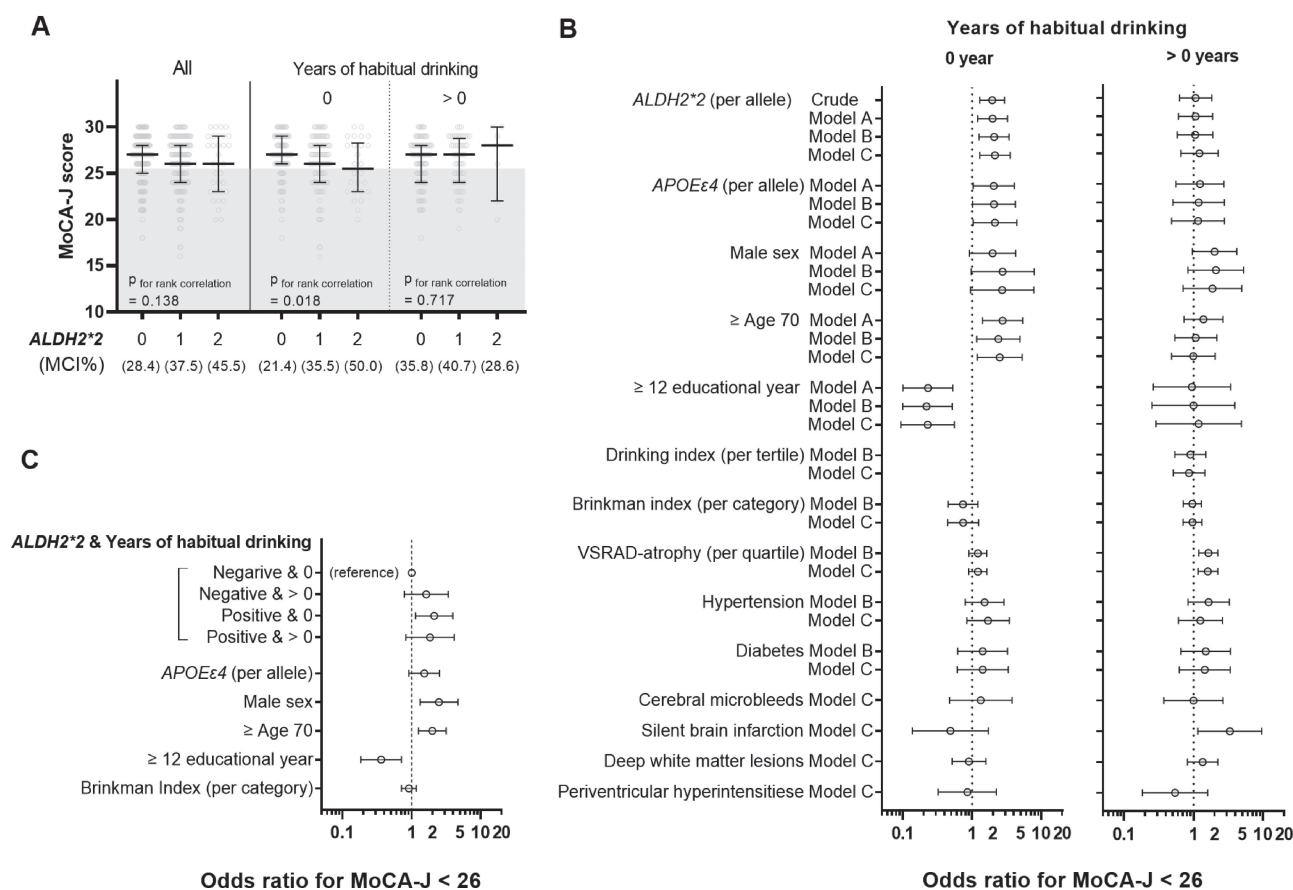 A
All
Years of habitual drinking
0
> 0
MoCA-J score
30
25
20
15
10
p for rank correlation
= 0.138
p for rank correlation
= 0.018
p for rank correlation
= 0.717
ALDH2*2 0 1 2 0 1 2 0 1 2
(MCI%) (28.4) (37.5) (45.5) (21.4) (35.5) (50.0) (35.8) (40.7) (28.6)
B
Years of habitual drinking
0 year
> 0 years
ALDH2*2 (per allele) Crude
Model A
Model B
Model C
APOEε4 (per allele) Model A
Model B
Model C
Male sex Model A
Model B
Model C
≥ Age 70 Model A
Model B
Model C
≥ 12 educational year Model A
Model B
Model C
Drinking index (per tertile) Model B
Model C
Brinkman index (per category) Model B
Model C
VSRAD-atrophy (per quartile) Model B
Model C
Hypertension Model B
Model C
Diabetes Model B
Model C
Cerebral microbleeds Model C
Silent brain infarction Model C
Deep white matter lesions Model C
Periventricular hyperintensitiese Model C
0.1 1 2 5 10 20
0.1 1 2 5 10 20
Odds ratio for MoCA-J < 26
C
ALDH2*2 & Years of habitual drinking
Negarive & 0 (reference)
Negative & > 0
Positive & 0
Positive & > 0
APOEε4 (per allele)
Male sex
≥ Age 70
≥ 12 educational year
Brinkman Index (per category)
0.1 1 2 5 10 20
Odds ratio for MoCA-J < 26